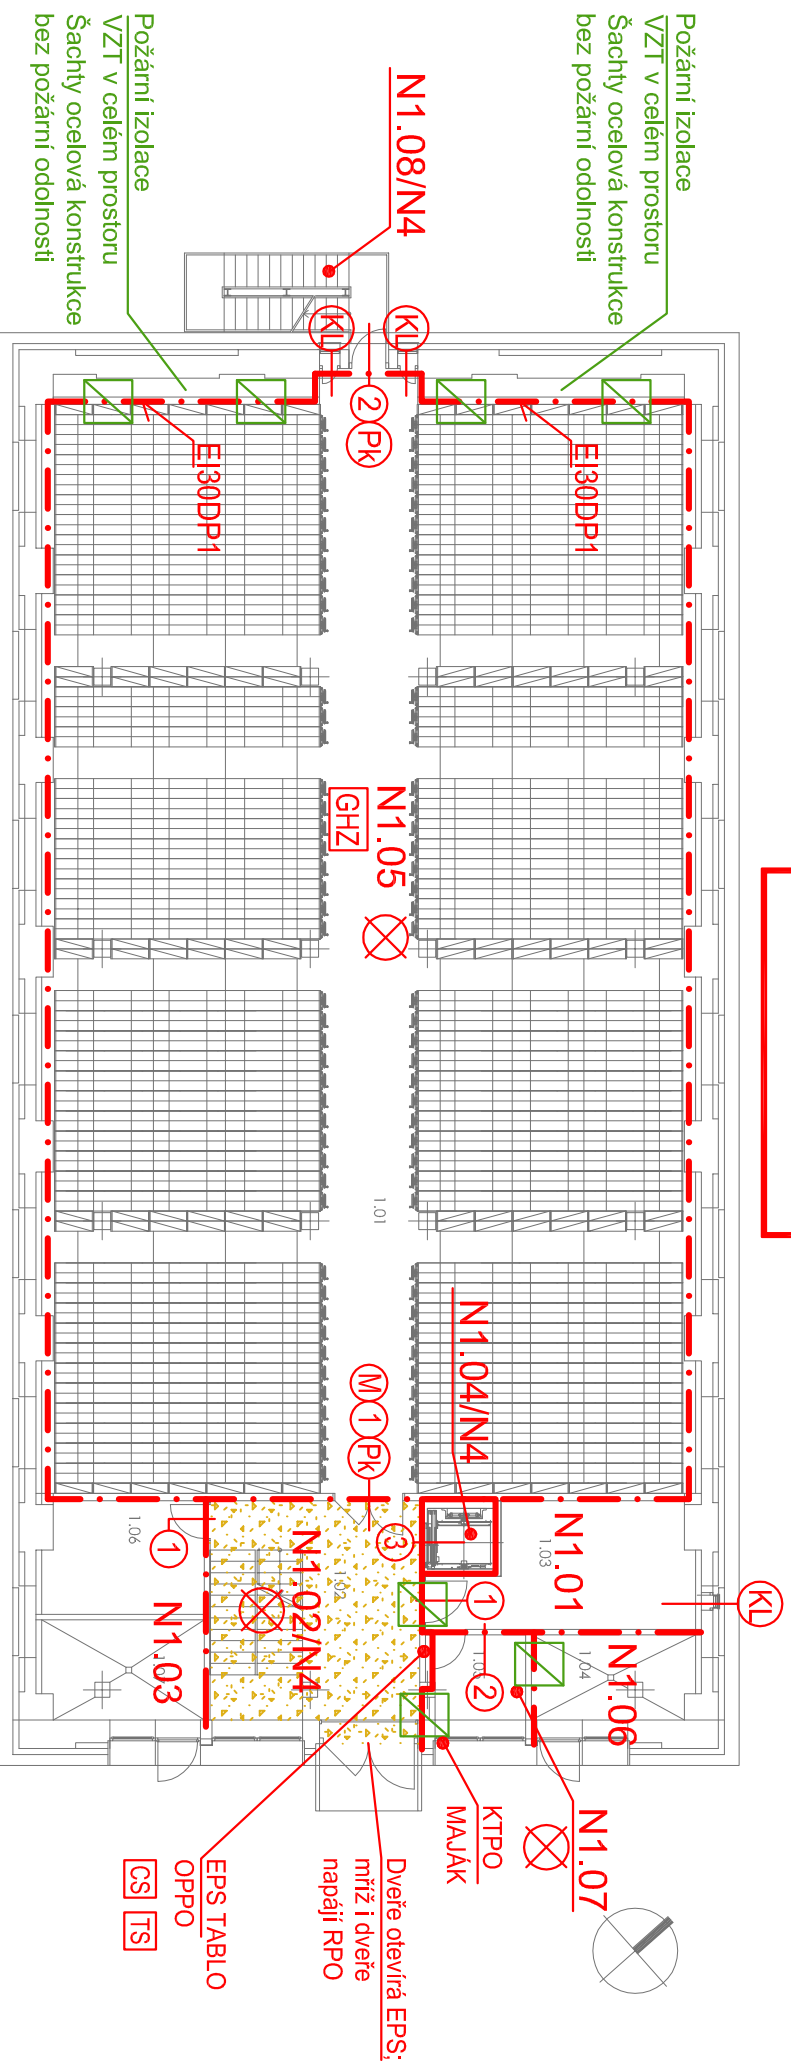 Požární izolace
VZT v celém prostoru
Šachty ocelová konstrukce
bez požární odolnosti
Požární izolace
VZT v celém prostoru
Šachty ocelová konstrukce
bez požární odolnosti
N1.08/N4
KL
KL
2
Pk
EI30DP1
EI30DP1
N1.05
GHZ
1.01
N1.04/N4
M
1
Pk
3
N1.01
1.03
KL
1
2
N1.02/N4
1.02
1.06
1
N1.03
N1.06
1.04
N1.07
KTPO
MAJÁK
Dveře otevírá EPS;
mříž i dveře
napájí RPO
EPS TABLO
OPPO
CS
TS